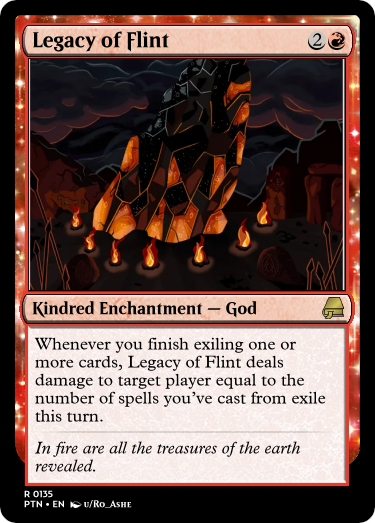 Legacy of Flint 2
Kindred Enchantment — God
Whenever you finish exiling one or
more cards, Legacy of Flint deals
damage to target player equal to the
number of spells you've cast from exile
this turn.
In fire are all the treasures of the earth
revealed.
R 0135
PTN • EN u/Ro_Ashe